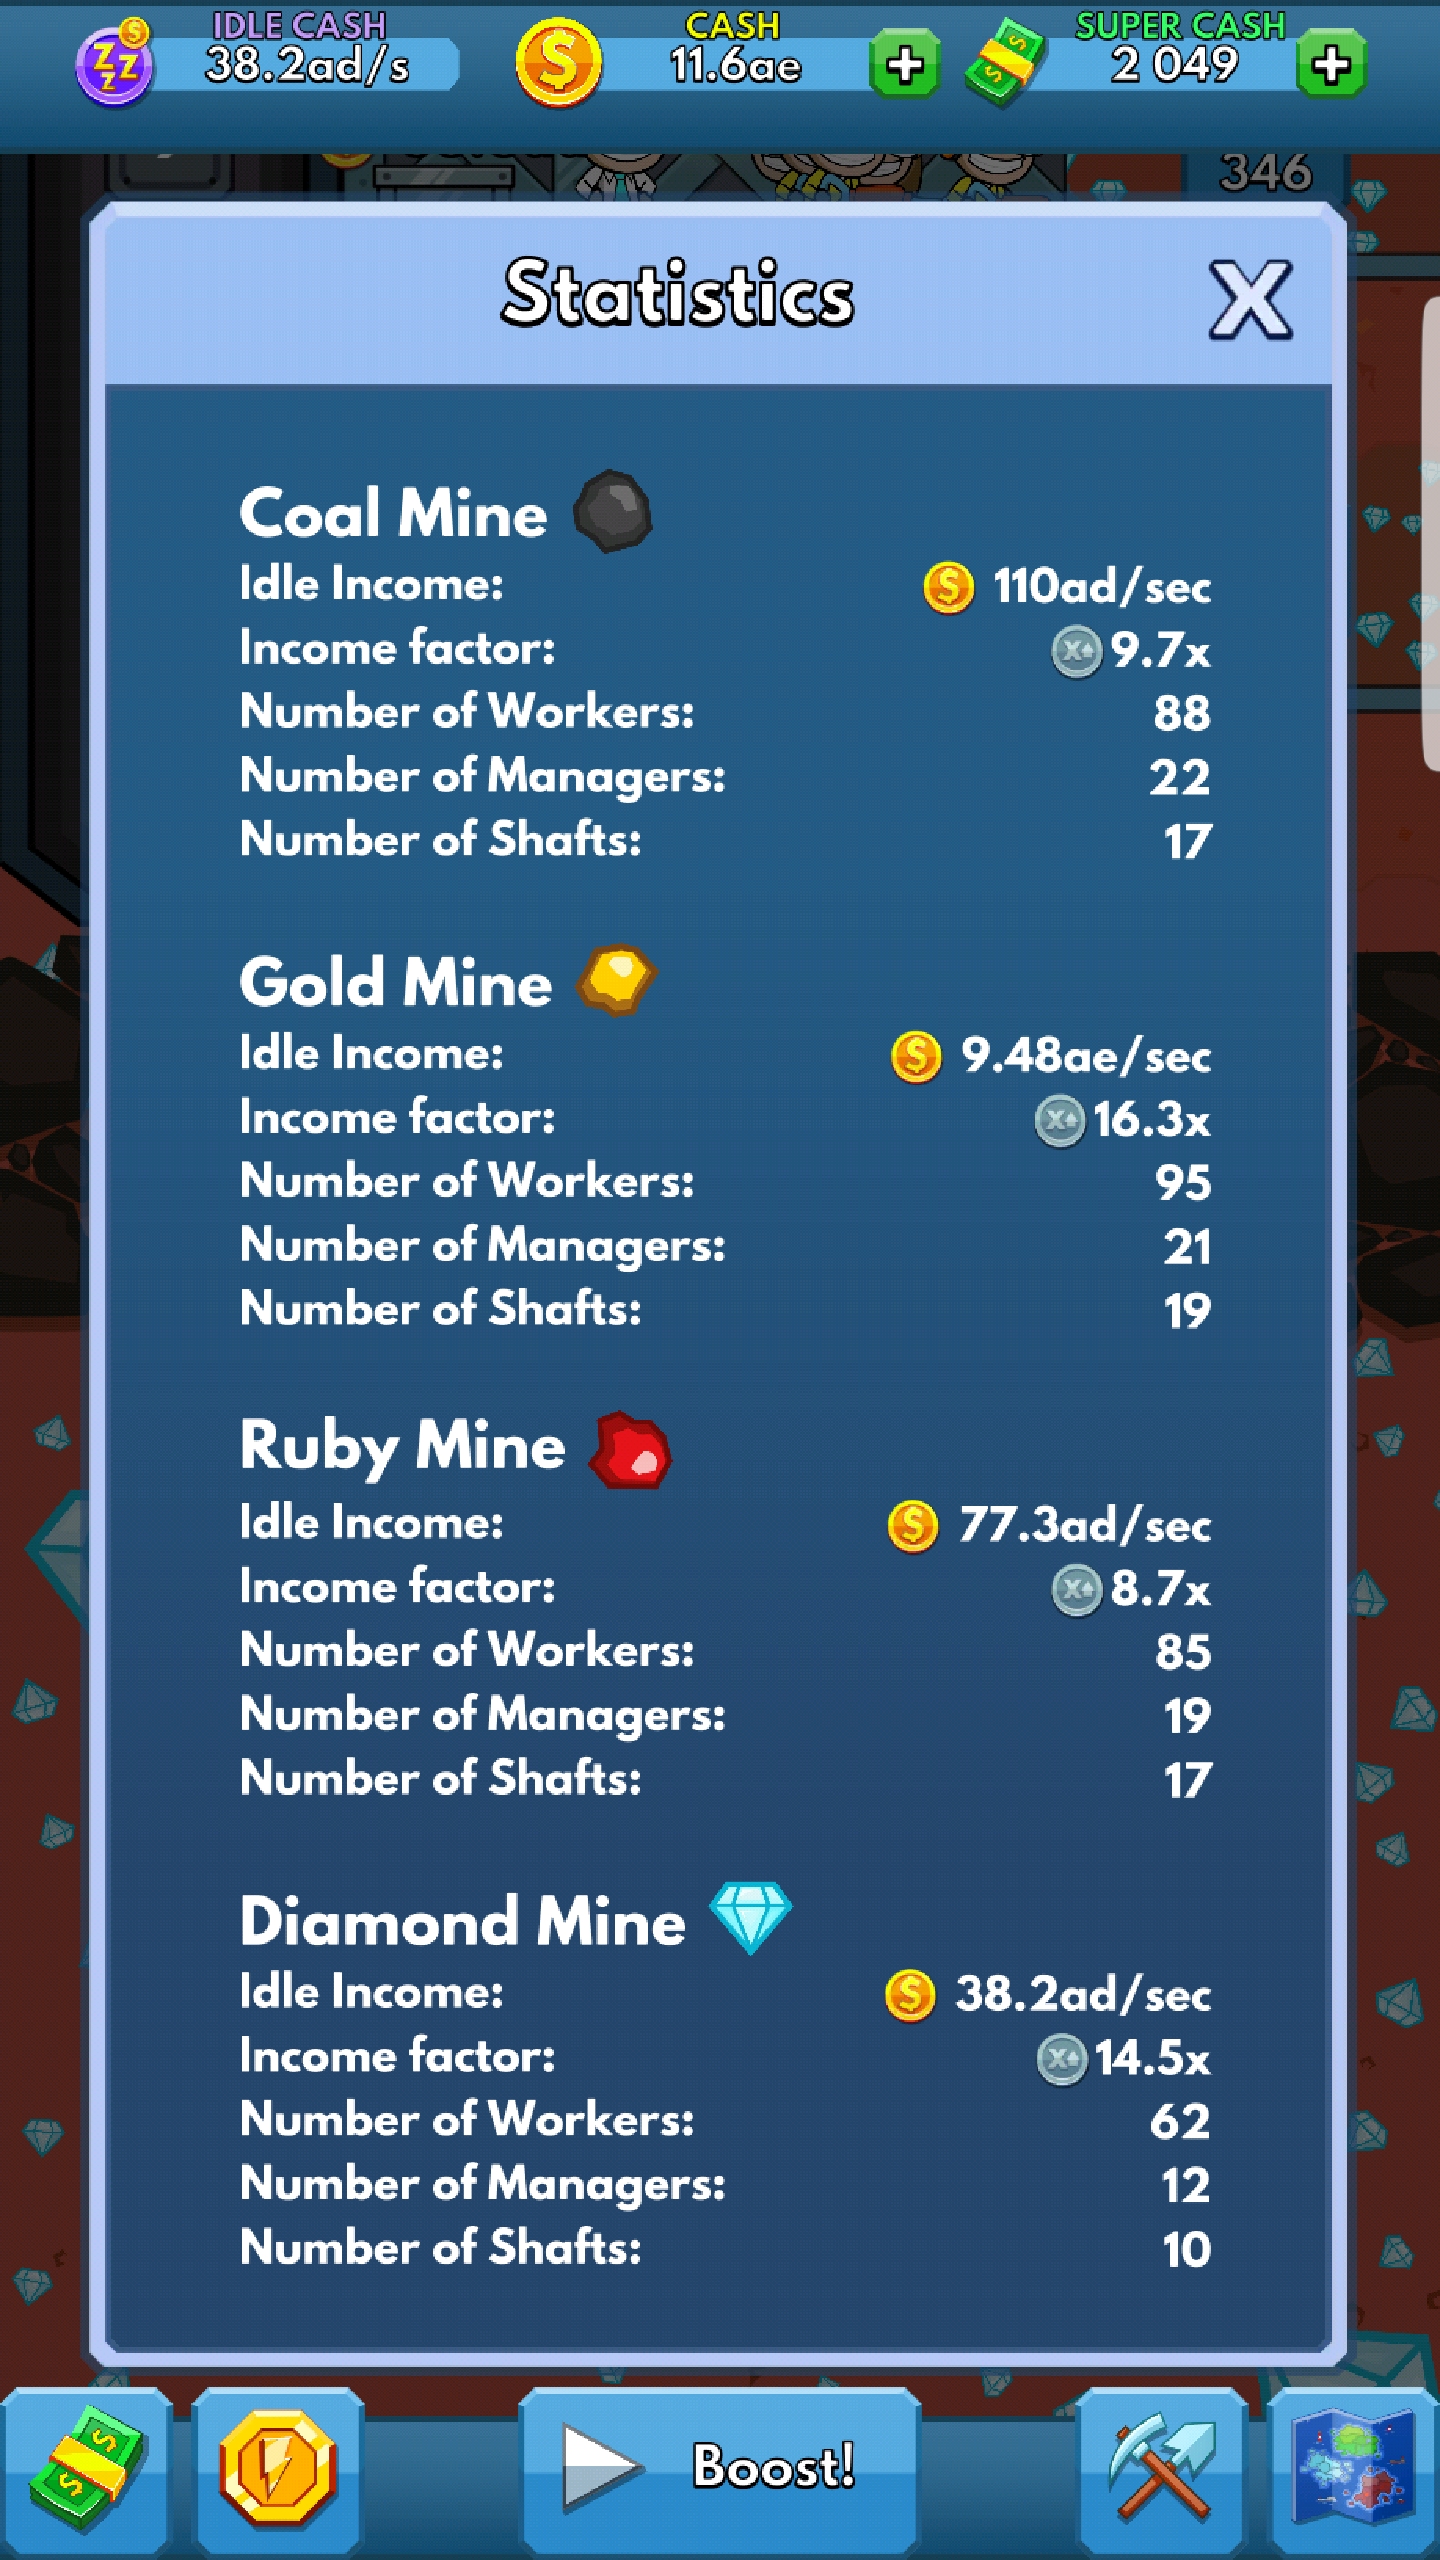 IDLE CASH CASH SUPER CASH
38.2ad/s 11.6ae 2 049
346
Statistics X
Coal Mine
Idle Income: 110ad/sec
Income factor: 9.7x
Number of Workers: 88
Number of Managers: 22
Number of Shafts: 17
Gold Mine
Idle Income: 9.48ae/sec
Income factor: 16.3x
Number of Workers: 95
Number of Managers: 21
Number of Shafts: 19
Ruby Mine
Idle Income: 77.3ad/sec
Income factor: 8.7x
Number of Workers: 85
Number of Managers: 19
Number of Shafts: 17
Diamond Mine
Idle Income: 38.2ad/sec
Income factor: 14.5x
Number of Workers: 62
Number of Managers: 12
Number of Shafts: 10
Boost!